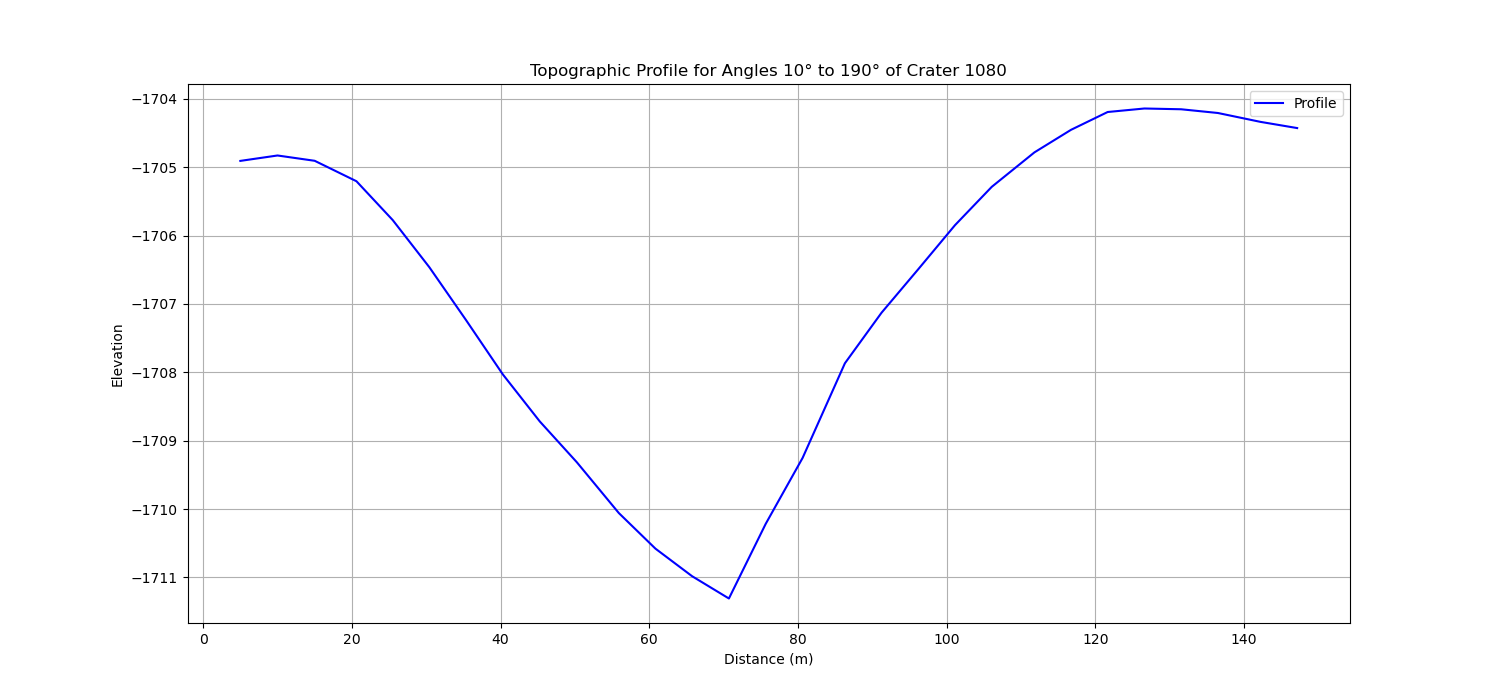 Topographic Profile for Angles 10° to 190° of Crater 1080
Profile
Elevation
−1704
−1705
−1706
−1707
−1708
−1709
−1710
−1711
0 20 40 60 80 100 120 140
Distance (m)